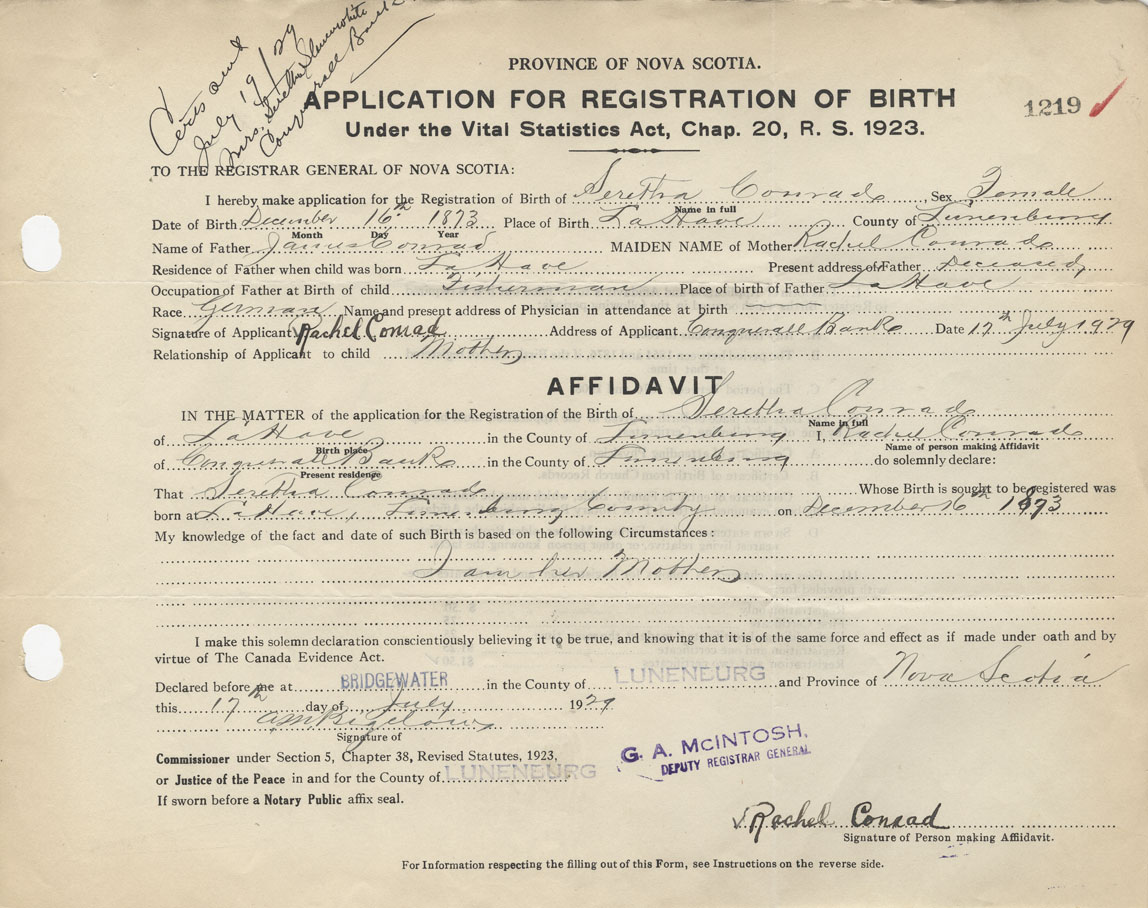 Certs sent
July 19/29
Mrs. Seretha
Conquerall Banks
PROVINCE OF NOVA SCOTIA.
APPLICATION FOR REGISTRATION OF BIRTH
1219
Under the Vital Statistics Act, Chap. 20, R. S. 1923.
TO THE REGISTRAR GENERAL OF NOVA SCOTIA:
I hereby make application for the Registration of Birth of Seretha Conrad Sex Female
Name in full
Date of Birth December 16th 1873 Place of Birth LaHave County of Lunenburg
Month Day Year
Name of Father James Conrad MAIDEN NAME of Mother Rachel Conrad
Residence of Father when child was born LaHave Present address of Father Deceased
Occupation of Father at Birth of child Fisherman Place of birth of Father LaHave
Race German Name and present address of Physician in attendance at birth
Signature of Applicant Rachel Conrad Address of Applicant Conquerall Banks Date 17th July 1929
Relationship of Applicant to child Mother
AFFIDAVIT
IN THE MATTER of the application for the Registration of the Birth of Seretha Conrad
Name in full
of LaHave in the County of Lunenburg I, Rachel Conrad
Birth place Name of person making Affidavit
of Conquerall Banks in the County of Lunenburg do solemnly declare:
Present residence
That Seretha Conrad Whose Birth is sought to be registered was
born at LaHave, Lunenburg County on December 16th 1873
My knowledge of the fact and date of such Birth is based on the following Circumstances:
I am her Mother
I make this solemn declaration conscientiously believing it to be true, and knowing that it is of the same force and effect as if made under oath and by
virtue of The Canada Evidence Act.
Declared before me at BRIDGEWATER in the County of LUNENBURG and Province of Nova Scotia
this 17th day of July 1929
A M Bigelow
Signature of
Commissioner under Section 5, Chapter 38, Revised Statutes, 1923,
or Justice of the Peace in and for the County of LUNENBURG
If sworn before a Notary Public affix seal.
G. A. McINTOSH,
DEPUTY REGISTRAR GENERAL
Rachel Conrad
Signature of Person making Affidavit.
For Information respecting the filling out of this Form, see Instructions on the reverse side.